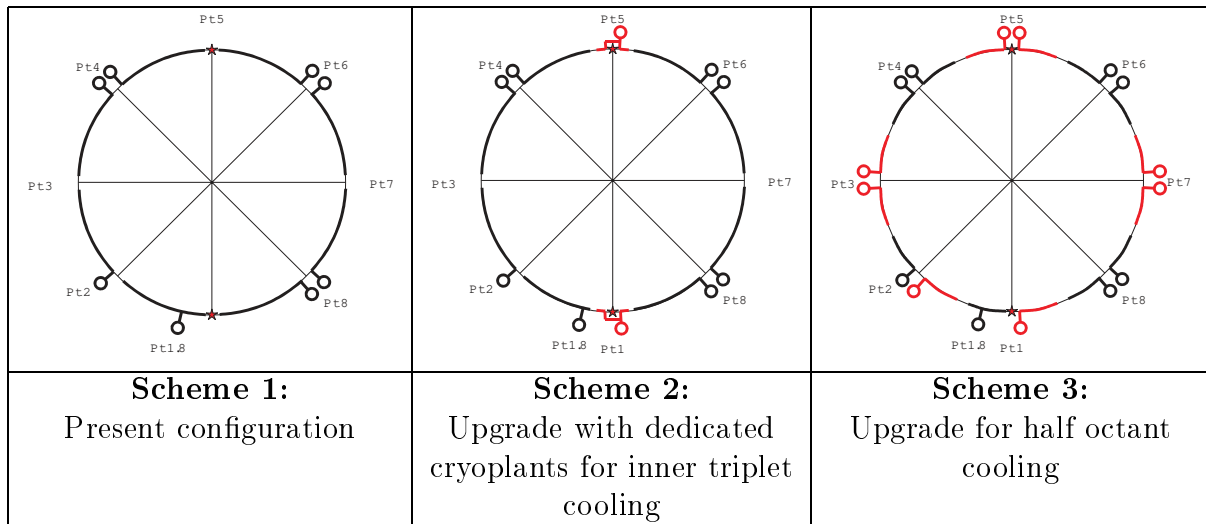 Pt5
Pt4
Pt6
Pt3
Pt7
Pt2
Pt8
Pt1.8
Scheme 1:
Present configuration
Pt5
Pt4
Pt6
Pt3
Pt7
Pt2
Pt8
Pt1.8
Pt1
Scheme 2:
Upgrade with dedicated
cryoplants for inner triplet
cooling
Pt5
Pt4
Pt6
Pt3
Pt7
Pt2
Pt8
Pt1.8
Pt1
Scheme 3:
Upgrade for half octant
cooling